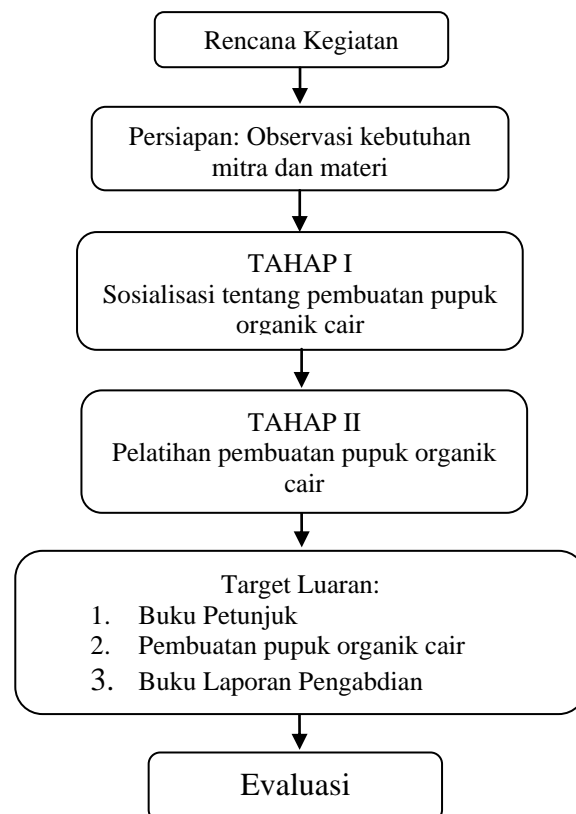 Rencana Kegiatan
Persiapan: Observasi kebutuhan
mitra dan materi
TAHAP I
Sosialisasi tentang pembuatan pupuk
organik cair
TAHAP II
Pelatihan pembuatan pupuk organik
cair
Target Luaran:
1. Buku Petunjuk
2. Pembuatan pupuk organik cair
3. Buku Laporan Pengabdian
Evaluasi